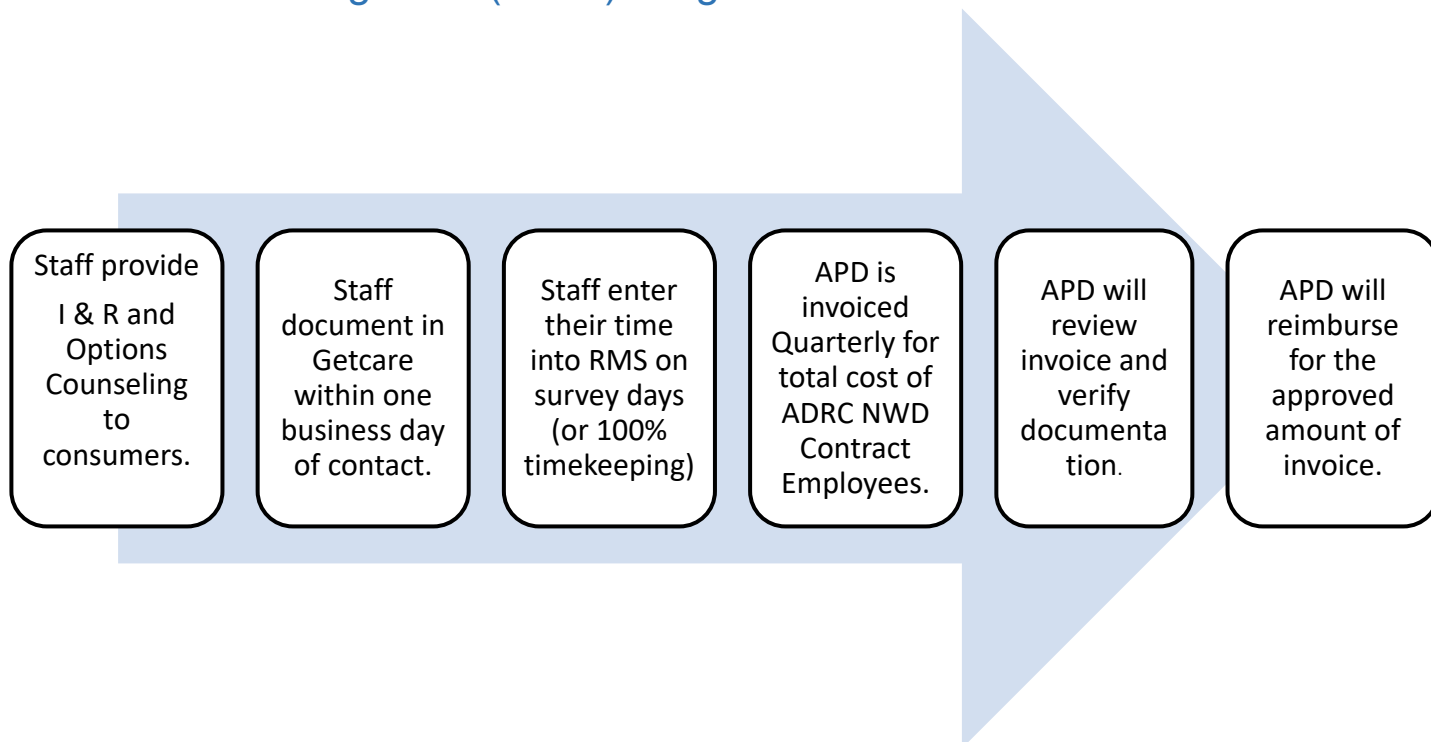 Staff provide
I & R and
Options
Counseling
to
consumers.
Staff
document in
Getcare
within one
business day
of contact.
Staff enter
their time
into RMS on
survey days
(or 100%
timekeeping)
APD is
invoiced
Quarterly for
total cost of
ADRC NWD
Contract
Employees.
APD will
review
invoice and
verify
documenta
tion.
APD will
reimburse
for the
approved
amount of
invoice.